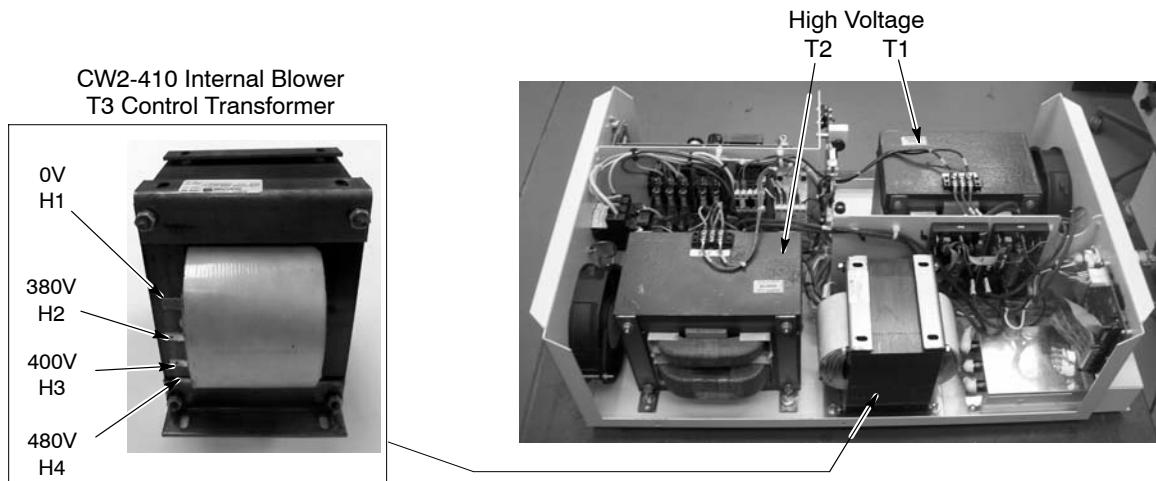 High Voltage
T2 T1
CW2-410 Internal Blower
T3 Control Transformer
0V
H1
380V
H2
400V
H3
480V
H4